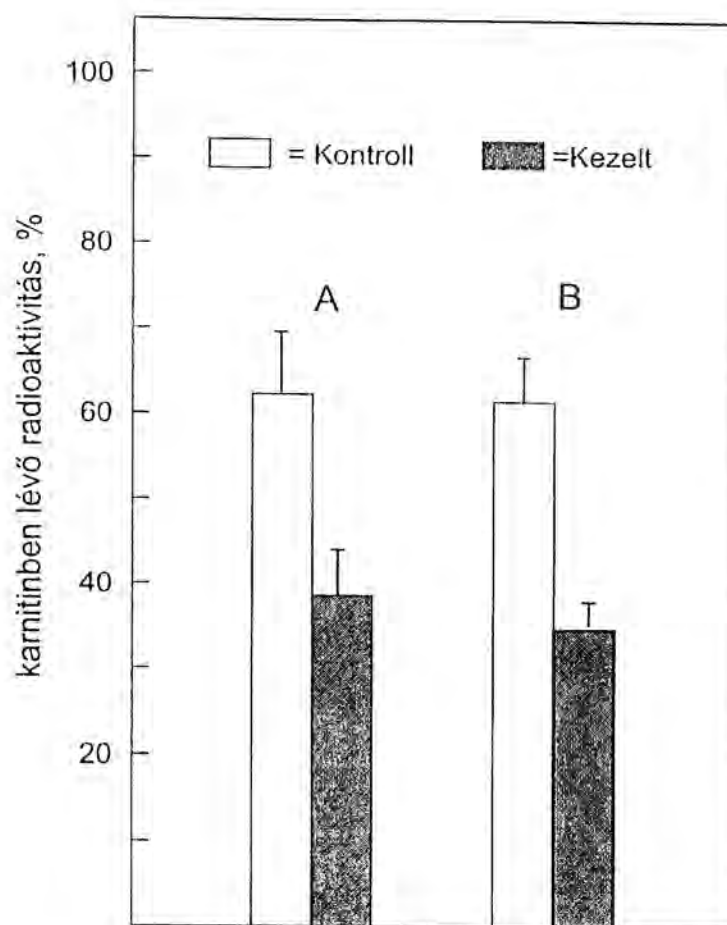 karnitinben lévő radioaktivitás, %
100
80
60
40
20
= Kontroll
=Kezelt
A
B